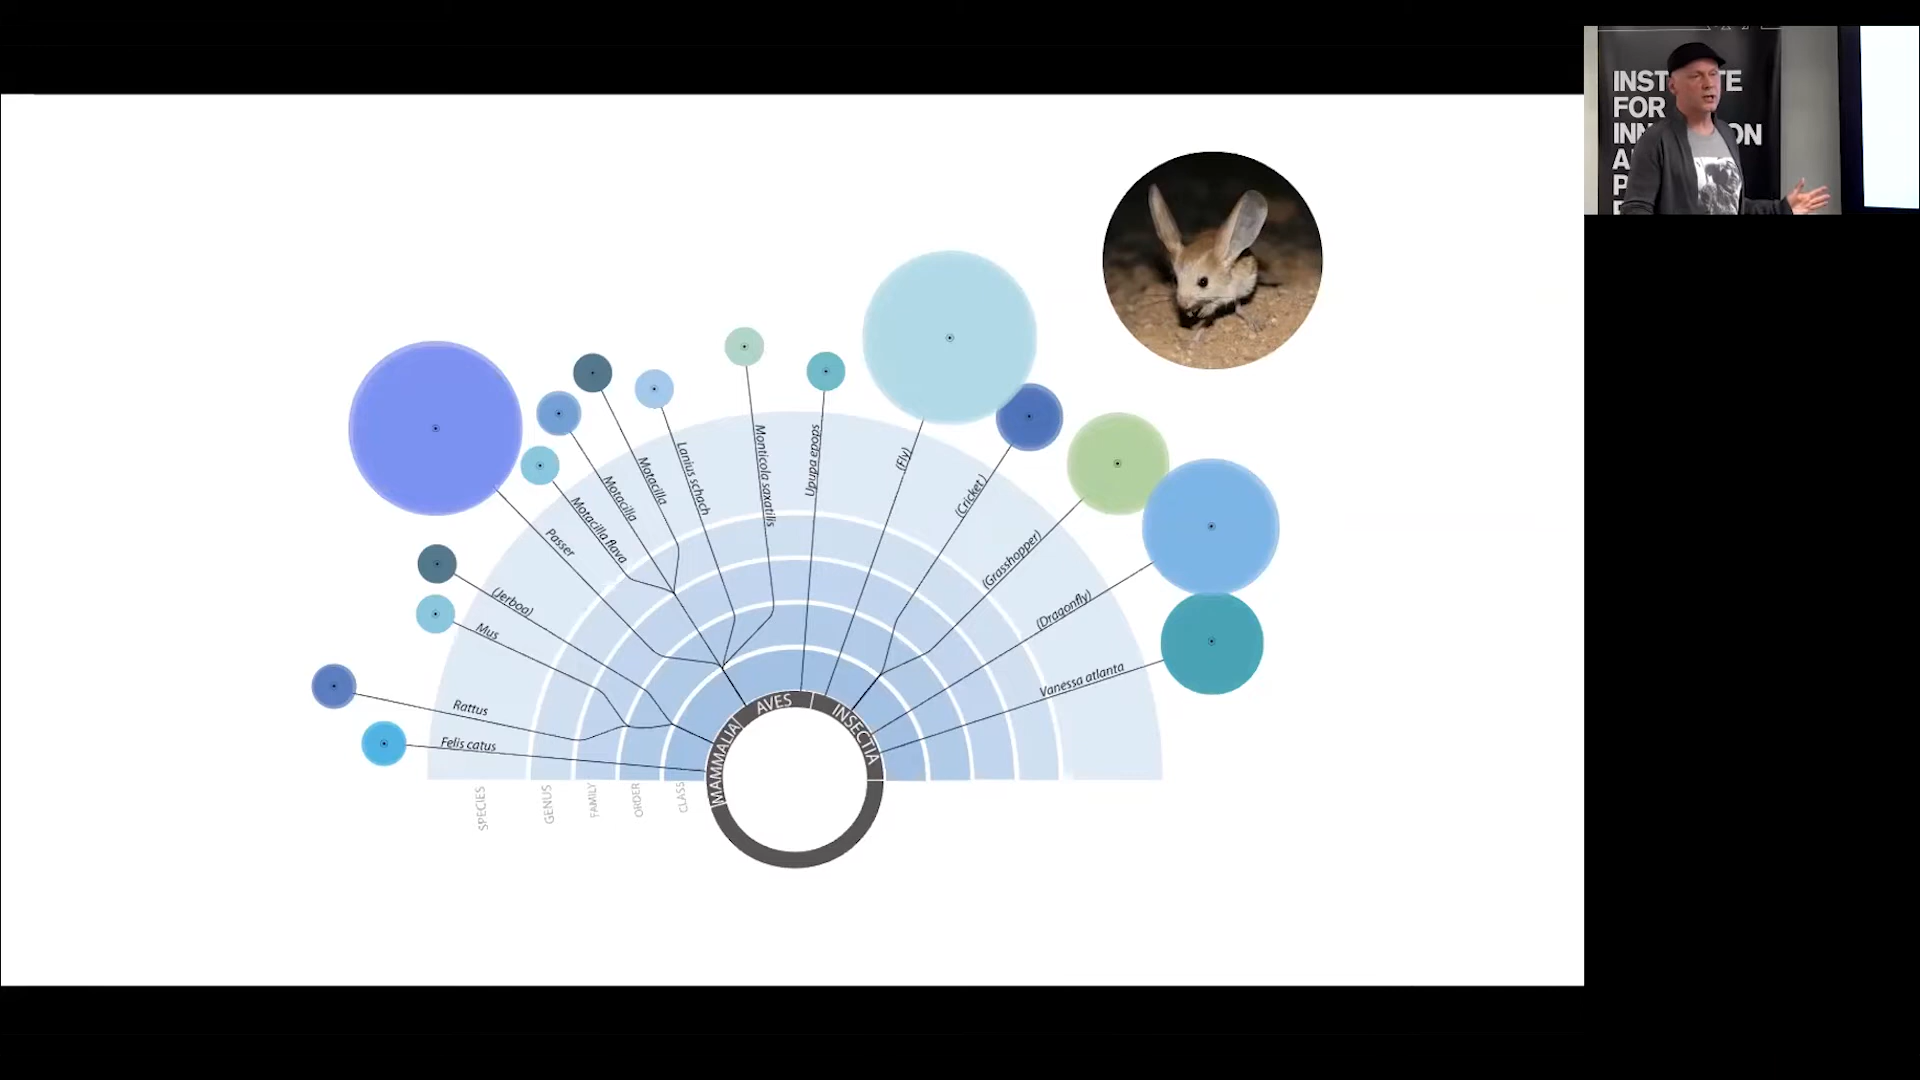 INST TE
FOR
INN ON
A
P
Motacilla
Lanius schach
Monticola saxatilis
Upupa epops
(Fly)
Motacilla
(Cricket)
Motacilla flava
Passer
(Grasshopper)
(Jerboa)
(Dragonfly)
Mus
Vanessa atlanta
Rattus
Felis catus
MAMMALIA
AVES
INSECTIA
SPECIES
GENUS
FAMILY
ORDER
CLASS